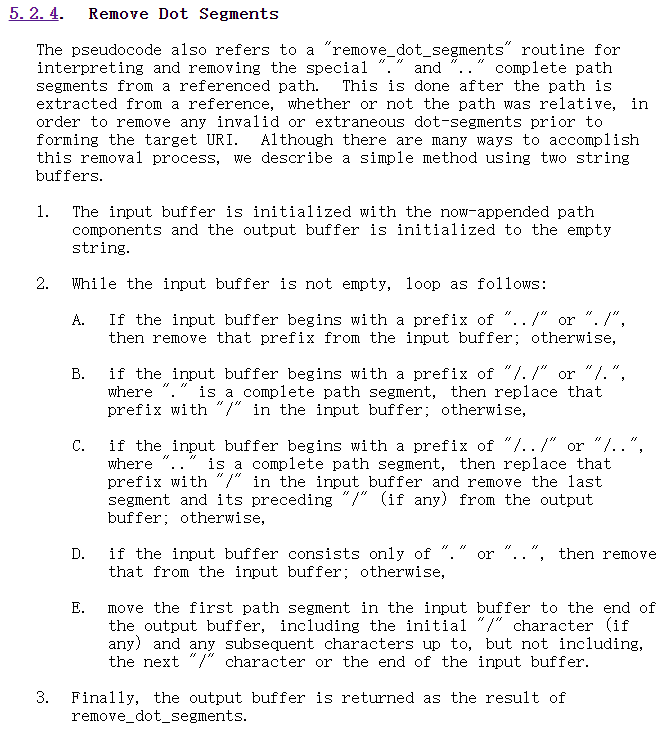 5.2.4.  Remove Dot Segments
The pseudocode also refers to a "remove_dot_segments" routine for
interpreting and removing the special "." and ".." complete path
segments from a referenced path.  This is done after the path is
extracted from a reference, whether or not the path was relative, in
order to remove any invalid or extraneous dot-segments prior to
forming the target URI.  Although there are many ways to accomplish
this removal process, we describe a simple method using two string
buffers.
1.  The input buffer is initialized with the now-appended path
components and the output buffer is initialized to the empty
string.
2.  While the input buffer is not empty, loop as follows:
A.  If the input buffer begins with a prefix of "../" or "./",
then remove that prefix from the input buffer; otherwise,
B.  if the input buffer begins with a prefix of "/./" or "/.",
where "." is a complete path segment, then replace that
prefix with "/" in the input buffer; otherwise,
C.  if the input buffer begins with a prefix of "/../" or "/..",
where ".." is a complete path segment, then replace that
prefix with "/" in the input buffer and remove the last
segment and its preceding "/" (if any) from the output
buffer; otherwise,
D.  if the input buffer consists only of "." or "..", then remove
that from the input buffer; otherwise,
E.  move the first path segment in the input buffer to the end of
the output buffer, including the initial "/" character (if
any) and any subsequent characters up to, but not including,
the next "/" character or the end of the input buffer.
3.  Finally, the output buffer is returned as the result of
remove_dot_segments.